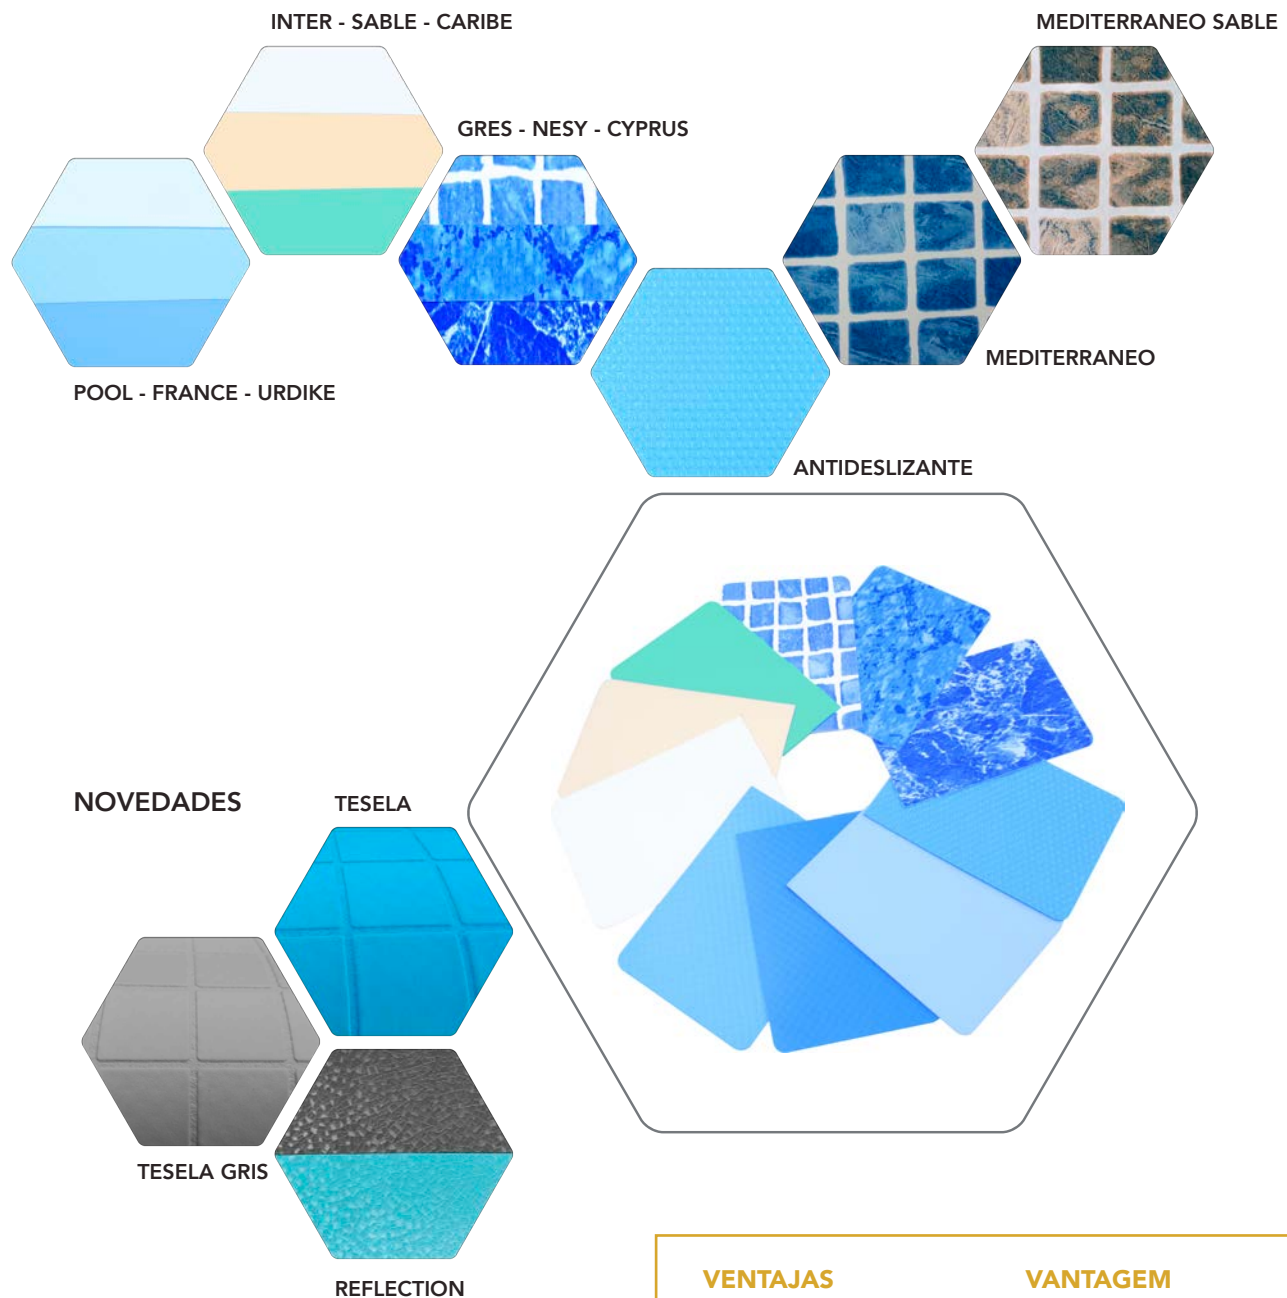 INTER - SABLE - CARIBE
MEDITERRANEO SABLE
GRES - NESY - CYPRUS
MEDITERRANEO
POOL - FRANCE - URDIKE
ANTIDESLIZANTE
NOVEDADES
TESELA
TESELA GRIS
REFLECTION
VENTAJAS
VANTAGEM